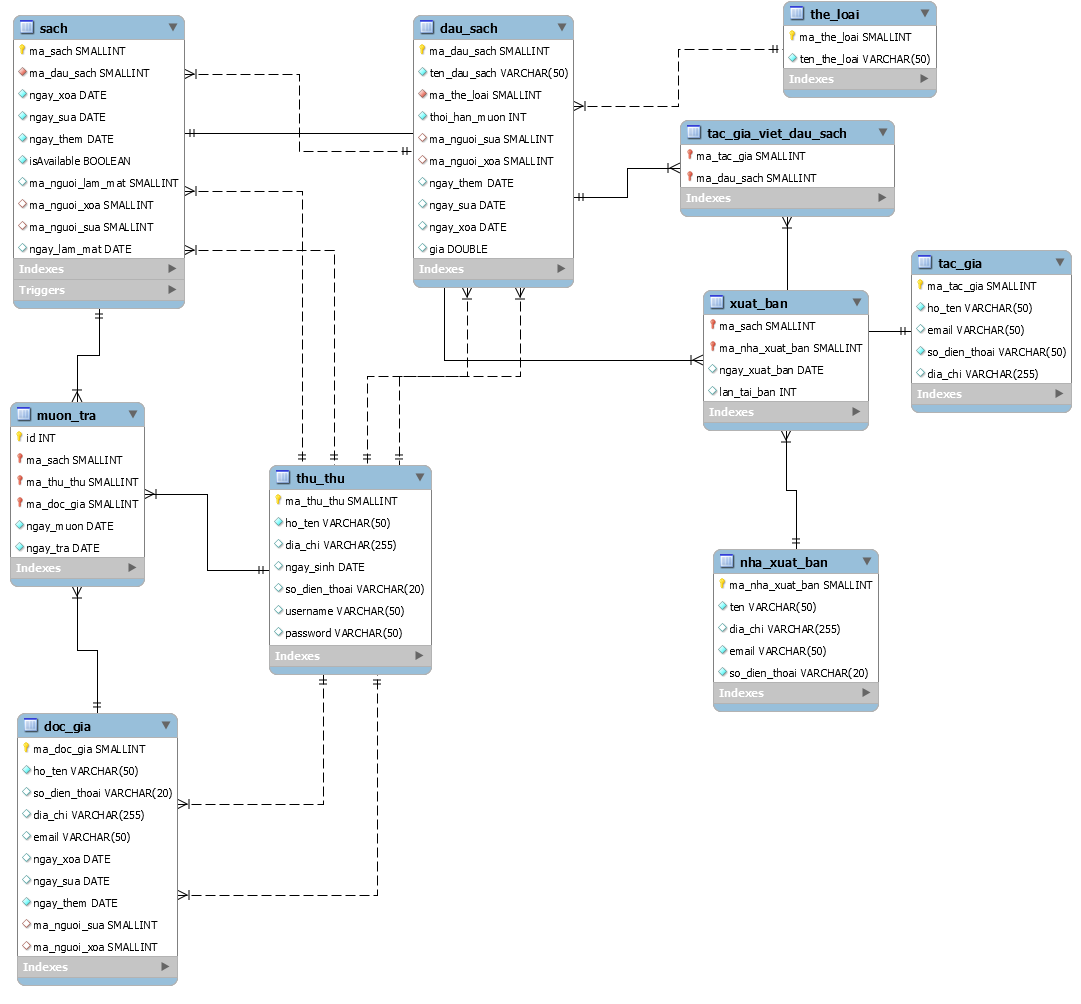 sach
ma_sach SMALLINT
ma_dau_sach SMALLINT
ngay_xoa DATE
ngay_sua DATE
ngay_them DATE
isAvailable BOOLEAN
ma_nguoi_lam_mat SMALLINT
ma_nguoi_xoa SMALLINT
ma_nguoi_sua SMALLINT
ngay_lam_mat DATE
Indexes
Triggers
dau_sach
ma_dau_sach SMALLINT
ten_dau_sach VARCHAR(50)
ma_the_loai SMALLINT
thoi_han_muon INT
ma_nguoi_sua SMALLINT
ma_nguoi_xoa SMALLINT
ngay_them DATE
ngay_sua DATE
ngay_xoa DATE
gia DOUBLE
Indexes
the_loai
ma_the_loai SMALLINT
ten_the_loai VARCHAR(50)
Indexes
tac_gia_viet_dau_sach
ma_tac_gia SMALLINT
ma_dau_sach SMALLINT
Indexes
tac_gia
ma_tac_gia SMALLINT
ho_ten VARCHAR(50)
email VARCHAR(50)
so_dien_thoai VARCHAR(50)
dia_chi VARCHAR(255)
Indexes
xuat_ban
ma_sach SMALLINT
ma_nha_xuat_ban SMALLINT
ngay_xuat_ban DATE
lan_tai_ban INT
Indexes
muon_tra
id INT
ma_sach SMALLINT
ma_thu_thu SMALLINT
ma_doc_gia SMALLINT
ngay_muon DATE
ngay_tra DATE
Indexes
thu_thu
ma_thu_thu SMALLINT
ho_ten VARCHAR(50)
dia_chi VARCHAR(255)
ngay_sinh DATE
so_dien_thoai VARCHAR(20)
username VARCHAR(50)
password VARCHAR(50)
Indexes
nha_xuat_ban
ma_nha_xuat_ban SMALLINT
ten VARCHAR(50)
dia_chi VARCHAR(255)
email VARCHAR(50)
so_dien_thoai VARCHAR(20)
Indexes
doc_gia
ma_doc_gia SMALLINT
ho_ten VARCHAR(50)
so_dien_thoai VARCHAR(20)
dia_chi VARCHAR(255)
email VARCHAR(50)
ngay_xoa DATE
ngay_sua DATE
ngay_them DATE
ma_nguoi_sua SMALLINT
ma_nguoi_xoa SMALLINT
Indexes